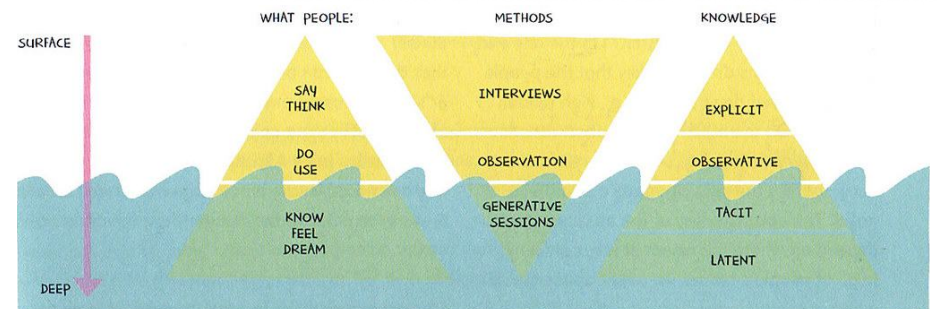 WHAT PEOPLE:
METHODS
KNOWLEDGE
SURFACE
SAY
THINK
DO
USE
KNOW
FEEL
DREAM
INTERVIEWS
OBSERVATION
GENERATIVE
SESSIONS
EXPLICIT
OBSERVATIVE
TACIT
LATENT
DEEP